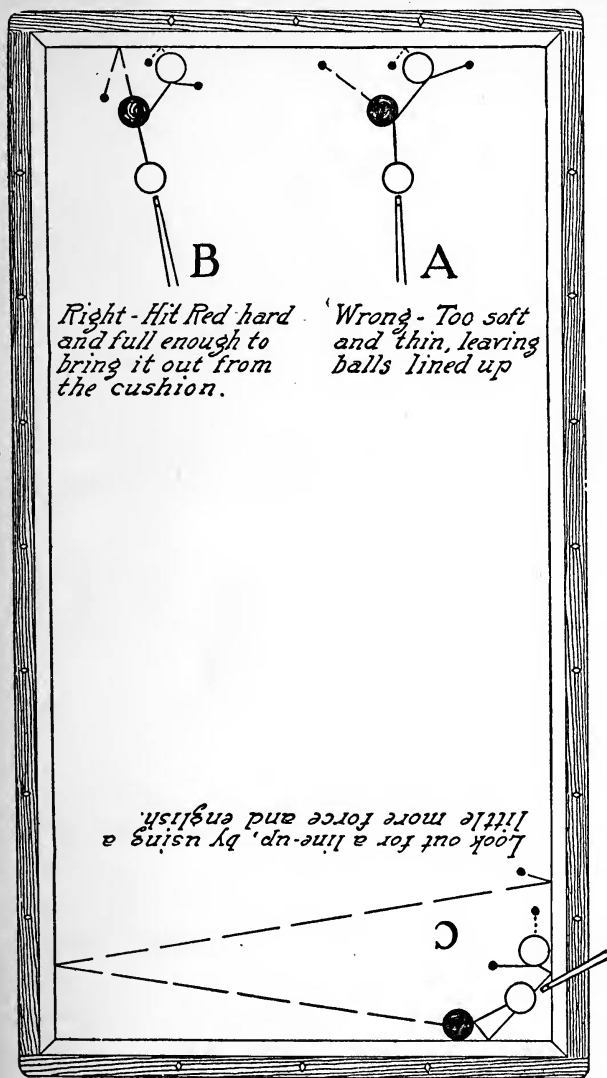 B
Right - Hit Red hard
and full enough to
bring it out from
the cushion.
A
Wrong - Too soft
and thin, leaving
balls lined up
C
Look out for a line-up, by using a
little more force and english.